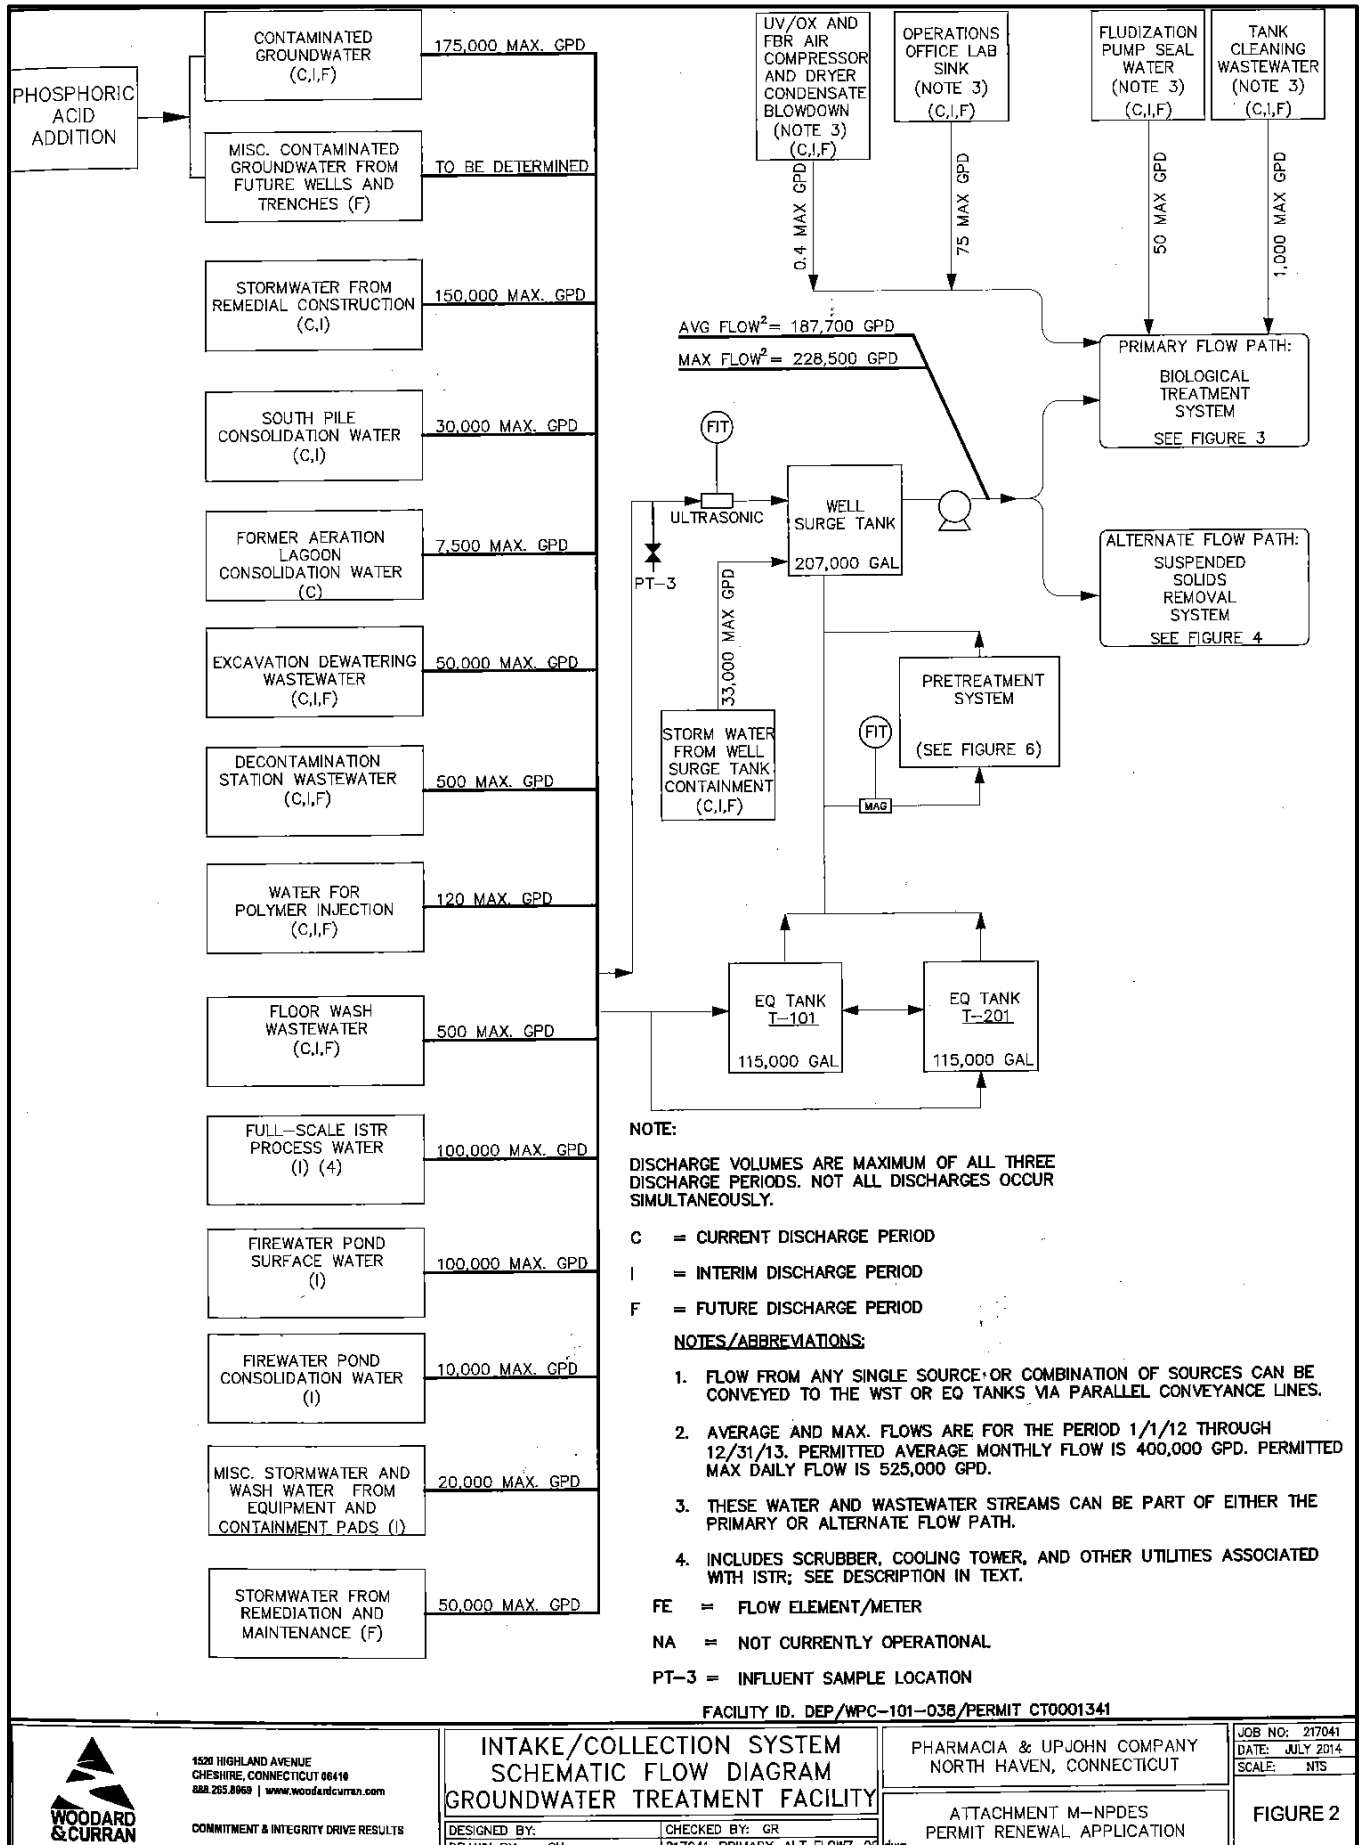 PHOSPHORIC
ACID
ADDITION
CONTAMINATED
GROUNDWATER
(C,I,F)
175,000 MAX. GPD
MISC. CONTAMINATED
GROUNDWATER FROM
FUTURE WELLS AND
TRENCHES (F)
TO BE DETERMINED
STORMWATER FROM
REMEDIAL CONSTRUCTION
(C,I)
150,000 MAX. GPD
SOUTH PILE
CONSOLIDATION WATER
(C,I)
30,000 MAX. GPD
FORMER AERATION
LAGOON
CONSOLIDATION WATER
(C)
7,500 MAX. GPD
EXCAVATION DEWATERING
WASTEWATER
(C,I,F)
50,000 MAX. GPD
DECONTAMINATION
STATION WASTEWATER
(C,I,F)
500 MAX. GPD
WATER FOR
POLYMER INJECTION
(C,I,F)
120 MAX. GPD
FLOOR WASH
WASTEWATER
(C,I,F)
500 MAX. GPD
FULL-SCALE ISTR
PROCESS WATER
(I) (4)
100,000 MAX. GPD
FIREWATER POND
SURFACE WATER
(I)
100,000 MAX. GPD
FIREWATER POND
CONSOLIDATION WATER
(I)
10,000 MAX. GPD
MISC. STORMWATER AND
WASH WATER FROM
EQUIPMENT AND
CONTAINMENT PADS (I)
20,000 MAX. GPD
STORMWATER FROM
REMEDIATION AND
MAINTENANCE (F)
50,000 MAX. GPD
UV/OX AND
FBR AIR
COMPRESSOR
AND DRYER
CONDENSATE
BLOWDOWN
(NOTE 3)
(C,I,F)
0.4 MAX GPD
OPERATIONS
OFFICE LAB
SINK
(NOTE 3)
(C,I,F)
75 MAX GPD
FLUDIZATION
PUMP SEAL
WATER
(NOTE 3)
(C,I,F)
50 MAX GPD
TANK
CLEANING
WASTEWATER
(NOTE 3)
(C,I,F)
1,000 MAX GPD
AVG FLOW²= 187,700 GPD
MAX FLOW²= 228,500 GPD
PRIMARY FLOW PATH:
BIOLOGICAL
TREATMENT
SYSTEM
SEE FIGURE 3
FIT
ULTRASONIC
PT-3
WELL
SURGE TANK
207,000 GAL
ALTERNATE FLOW PATH:
SUSPENDED
SOLIDS
REMOVAL
SYSTEM
SEE FIGURE 4
33,000 MAX GPD
STORM WATER
FROM WELL
SURGE TANK
CONTAINMENT
(C,I,F)
PRETREATMENT
SYSTEM
(SEE FIGURE 6)
FIT
MAG
EQ TANK
T-101
115,000 GAL
EQ TANK
T-201
115,000 GAL
NOTE:
DISCHARGE VOLUMES ARE MAXIMUM OF ALL THREE
DISCHARGE PERIODS. NOT ALL DISCHARGES OCCUR
SIMULTANEOUSLY.
C = CURRENT DISCHARGE PERIOD
I = INTERIM DISCHARGE PERIOD
F = FUTURE DISCHARGE PERIOD
NOTES/ABBREVIATIONS:
1. FLOW FROM ANY SINGLE SOURCE OR COMBINATION OF SOURCES CAN BE
CONVEYED TO THE WST OR EQ TANKS VIA PARALLEL CONVEYANCE LINES.
2. AVERAGE AND MAX. FLOWS ARE FOR THE PERIOD 1/1/12 THROUGH
12/31/13. PERMITTED AVERAGE MONTHLY FLOW IS 400,000 GPD. PERMITTED
MAX DAILY FLOW IS 525,000 GPD.
3. THESE WATER AND WASTEWATER STREAMS CAN BE PART OF EITHER THE
PRIMARY OR ALTERNATE FLOW PATH.
4. INCLUDES SCRUBBER, COOLING TOWER, AND OTHER UTILITIES ASSOCIATED
WITH ISTR; SEE DESCRIPTION IN TEXT.
FE = FLOW ELEMENT/METER
NA = NOT CURRENTLY OPERATIONAL
PT-3 = INFLUENT SAMPLE LOCATION
FACILITY ID. DEP/WPC-101-038/PERMIT CT0001341
WOODARD
&CURRAN
1520 HIGHLAND AVENUE
CHESHIRE, CONNECTICUT 06410
888.265.8969 | www.woodardcurran.com
COMMITMENT & INTEGRITY DRIVE RESULTS
INTAKE/COLLECTION SYSTEM
SCHEMATIC FLOW DIAGRAM
GROUNDWATER TREATMENT FACILITY
DESIGNED BY:
CHECKED BY: GR
PHARMACIA & UPJOHN COMPANY
NORTH HAVEN, CONNECTICUT
ATTACHMENT M-NPDES
PERMIT RENEWAL APPLICATION
JOB NO: 217041
DATE: JULY 2014
SCALE: NTS
FIGURE 2